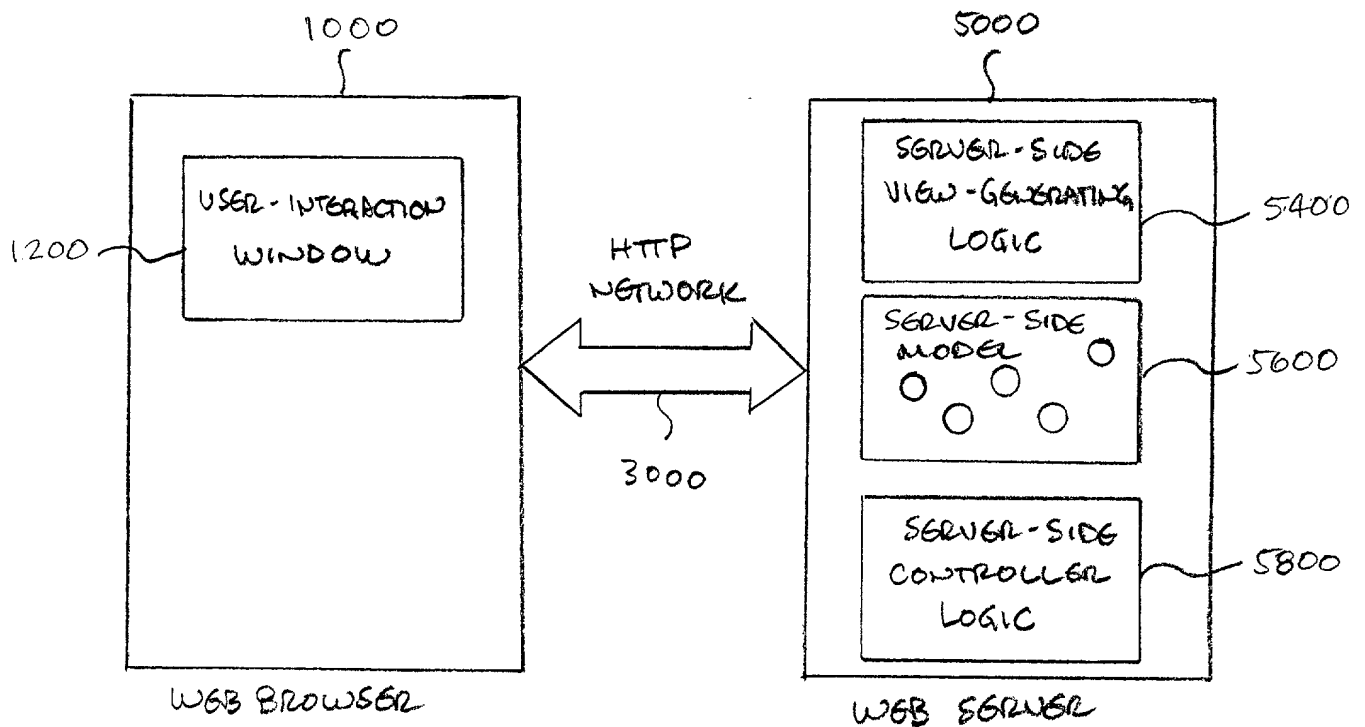 1000
5000
USER-INTERACTION
WINDOW
1200
HTTP
NETWORK
3000
SERVER-SIDE
VIEW-GENERATING
LOGIC
5400
SERVER-SIDE
MODEL
5600
SERVER-SIDE
CONTROLLER
LOGIC
5800
WEB BROWSER
WEB SERVER